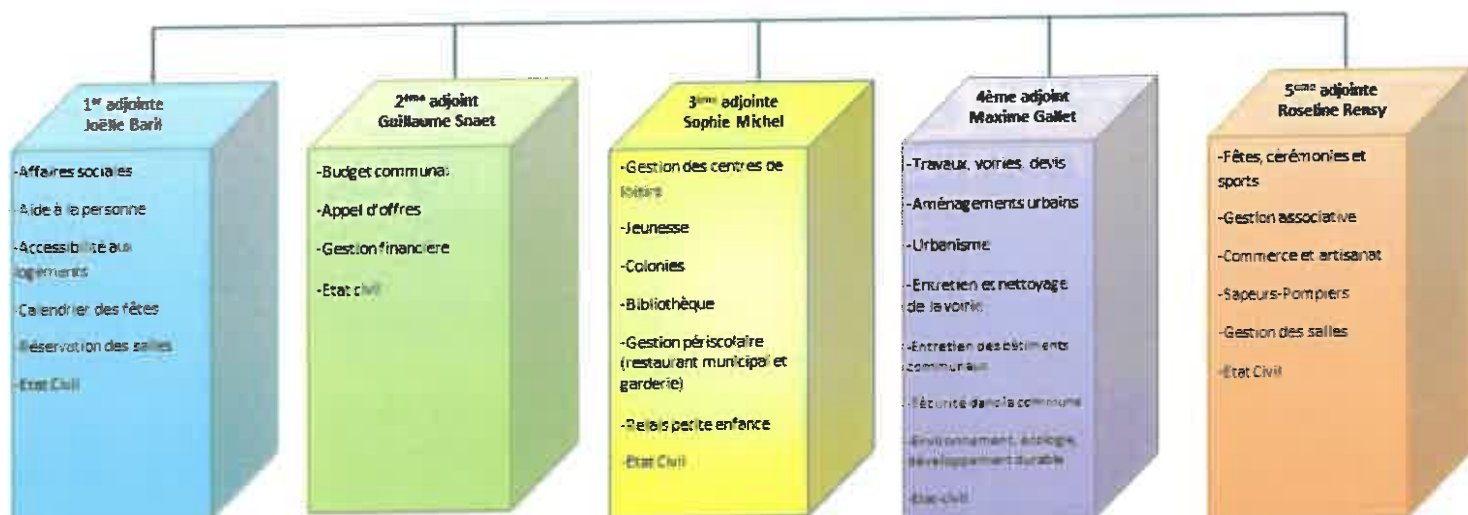 1er adjointe
Joëlle Baril
-Affaires sociales
-Aide à la personne
-Accessibilité aux
logements
-Calendrier des fêtes
-Réservation des salles
-Etat Civil
2ème adjoint
Guillaume Snaet
-Budget communal
-Appel d'offres
-Gestion financière
-Etat civil
3ème adjointe
Sophie Michel
-Gestion des centres de
loisirs
-Jeunesse
-Colonies
-Bibliothèque
-Gestion périscolaire
(restaurant municipal et
garderie)
-Relais petite enfance
-Etat Civil
4ème adjoint
Maxime Gallet
-Travaux, voiries, devis
-Aménagements urbains
-Urbanisme
-Entretien et nettoyage
de la voirie
-Entretien des bâtiments
communaux
-Sécurité dans la commune
-Environnement, écologie,
développement durable
-Etat-civil
5ème adjointe
Roseline
-Fêtes, cérémonies et
sports
-Gestion associative
-Commerce et artisanat
-Sapeurs-Pompiers
-Gestion des salles
-Etat Civil